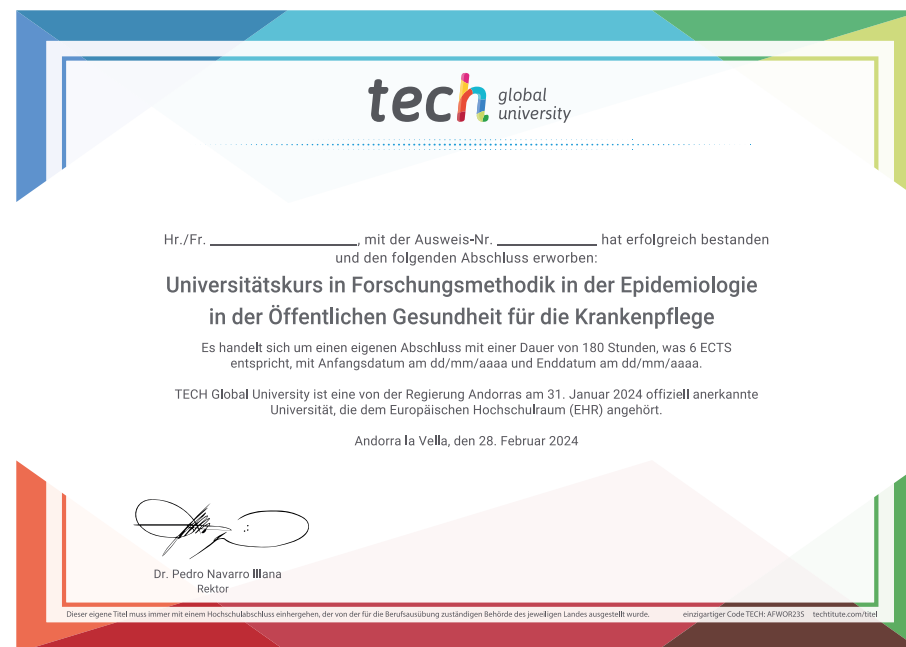 tech global university
Hr./Fr. ____________________, mit der Ausweis-Nr. ______________ hat erfolgreich bestanden
und den folgenden Abschluss erworben:
Universitätskurs in Forschungsmethodik in der Epidemiologie
in der Öffentlichen Gesundheit für die Krankenpflege
Es handelt sich um einen eigenen Abschluss mit einer Dauer von 180 Stunden, was 6 ECTS
entspricht, mit Anfangsdatum am dd/mm/aaaa und Enddatum am dd/mm/aaaa.
TECH Global University ist eine von der Regierung Andorras am 31. Januar 2024 offiziell anerkannte
Universität, die dem Europäischen Hochschulraum (EHR) angehört.
Andorra la Vella, den 28. Februar 2024
Dr. Pedro Navarro Illana
Rektor
Dieser eigene Titel muss immer mit einem Hochschulabschluss einhergehen, der von der für die Berufsausübung zuständigen Behörde des jeweiligen Landes ausgestellt wurde. einzigartiger Code TECH: AFWOR23S techtitute.com/titel